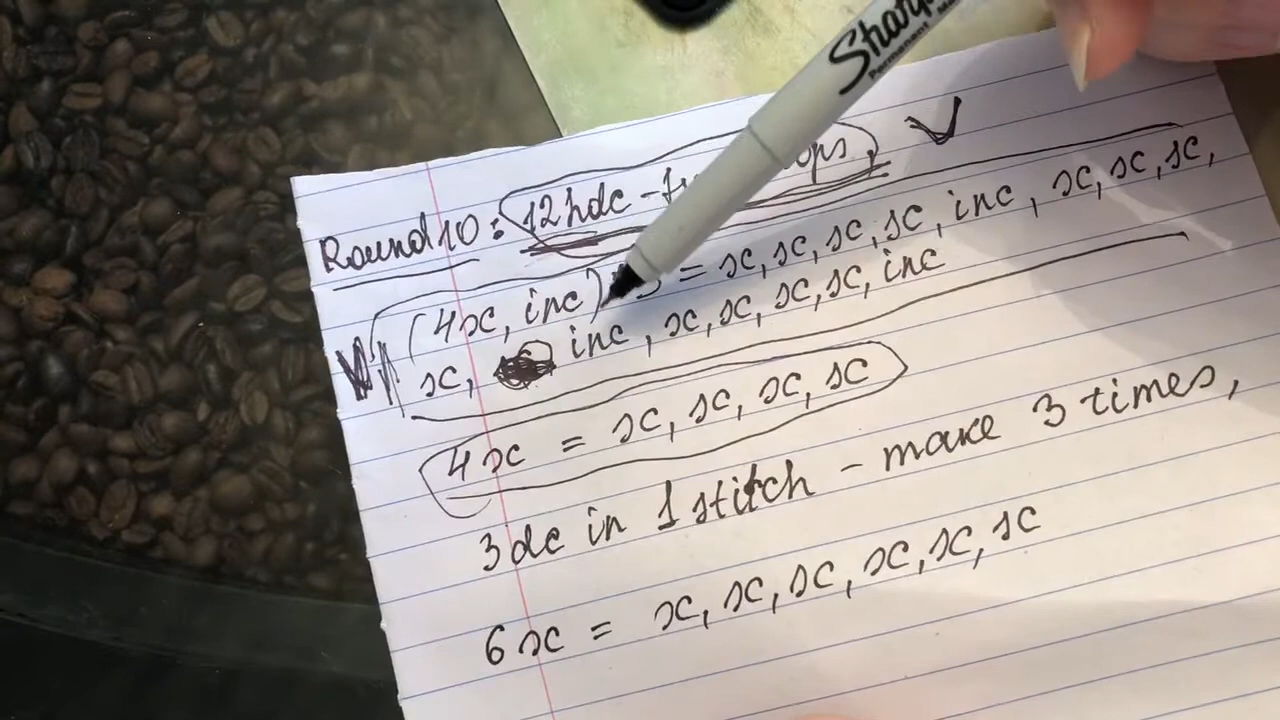 Sharp
Permanent
Round 10: 12 hdc -
(4sc, inc) = sc, sc, sc, sc, inc, sc, sc, sc,
sc, inc, sc, sc, sc, sc, inc
4sc = sc, sc, sc, sc
3dc in 1 stitch - make 3 times,
6sc = sc, sc, sc, sc, sc, sc